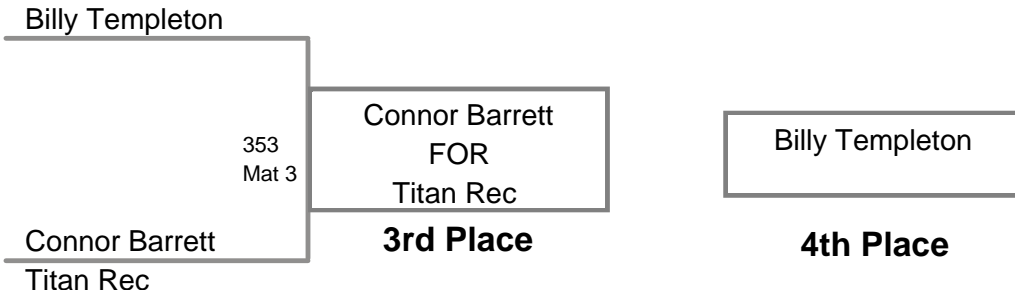 Billy Templeton
353
Mat 3
Connor Barrett
FOR
Titan Rec
3rd Place
Billy Templeton
4th Place
Connor Barrett
Titan Rec